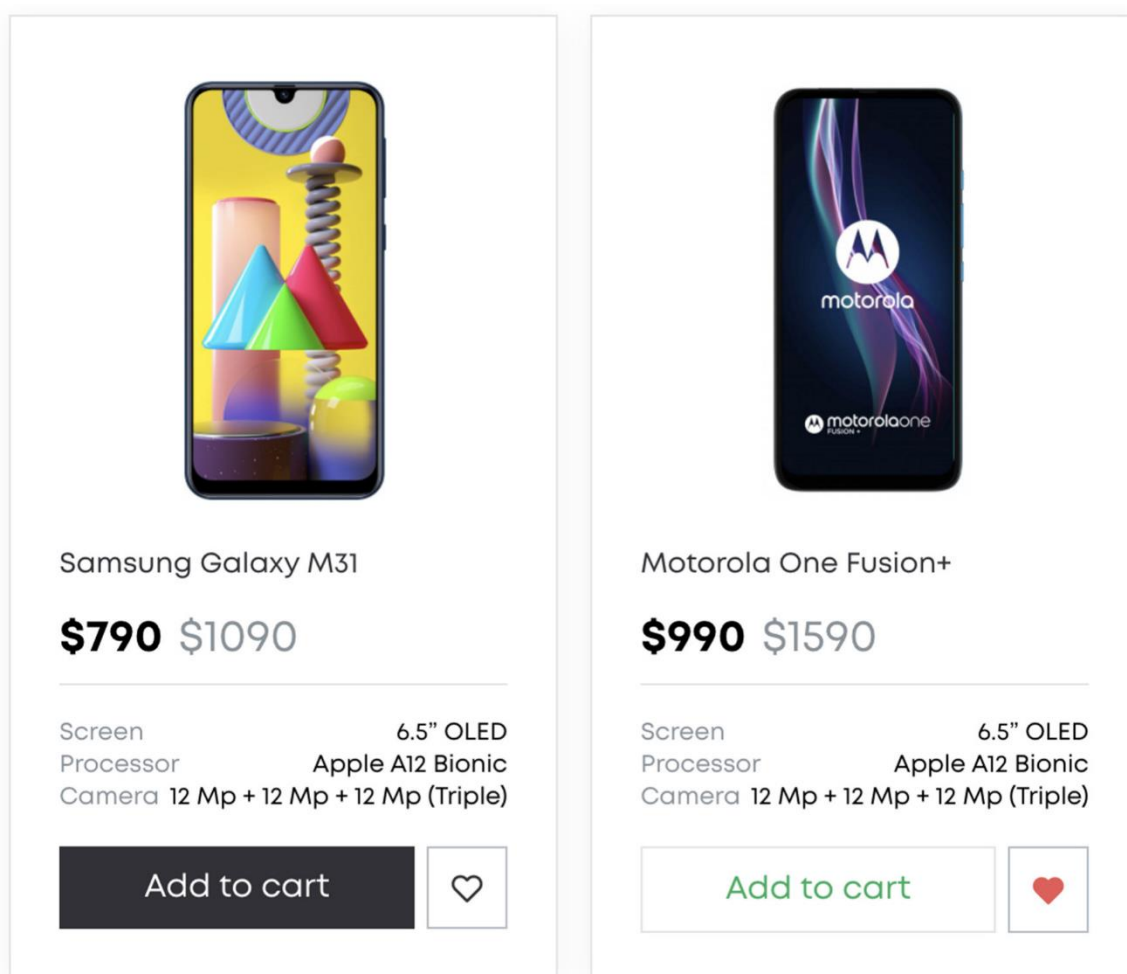 Samsung Galaxy M31
$790 $1090
Screen 6.5” OLED
Processor Apple A12 Bionic
Camera 12 Mp + 12 Mp + 12 Mp (Triple)
Add to cart
motorola
motorolaone
FUSION +
Motorola One Fusion+
$990 $1590
Screen 6.5” OLED
Processor Apple A12 Bionic
Camera 12 Mp + 12 Mp + 12 Mp (Triple)
Add to cart